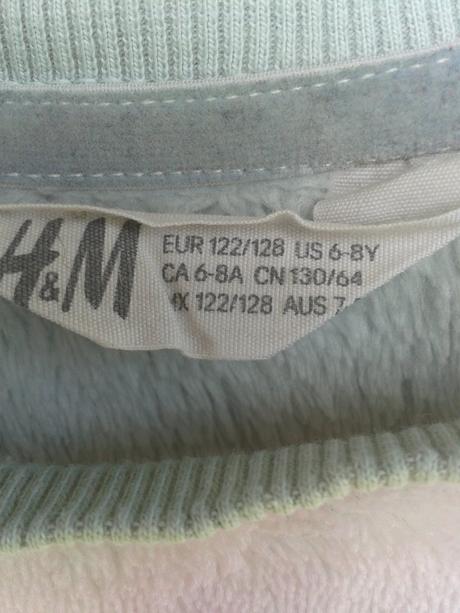 H&M
EUR 122/128 US 6-8Y
CA 6-8A CN 130/64
122/128 AUS